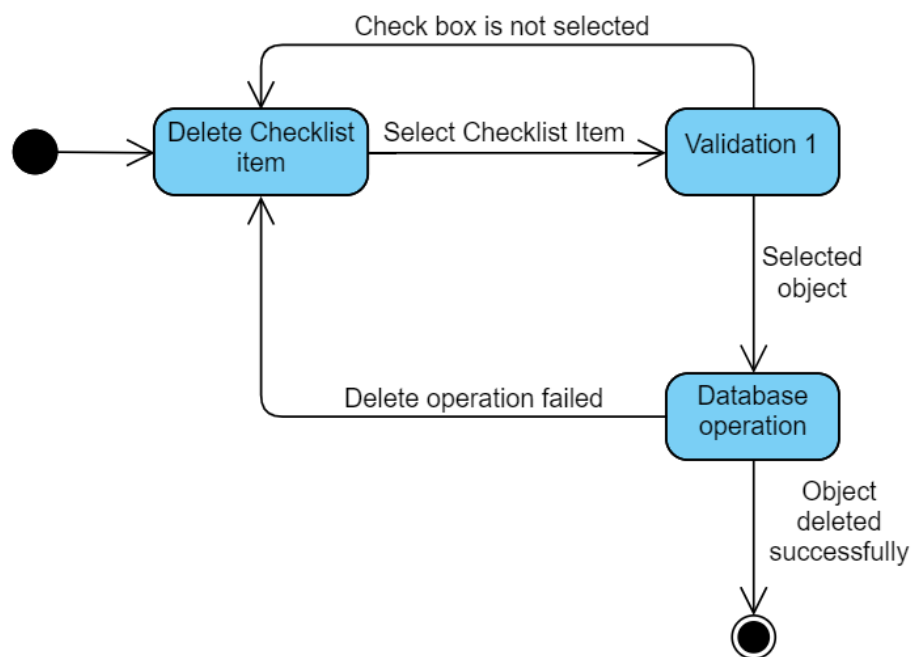 Check box is not selected
Delete Checklist
item
Select Checklist Item
Validation 1
Selected
object
Delete operation failed
Database
operation
Object
deleted
successfully